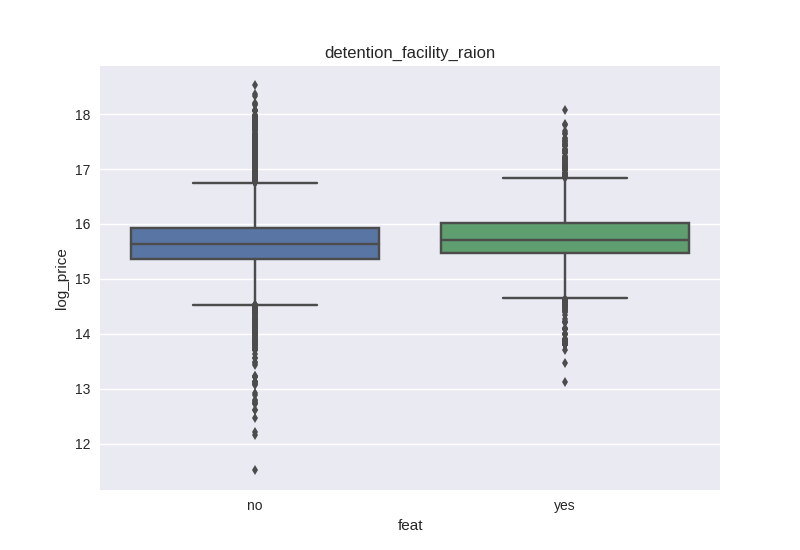 detention_facility_raion
18
17
16
15
14
13
12
log_price
no yes
feat